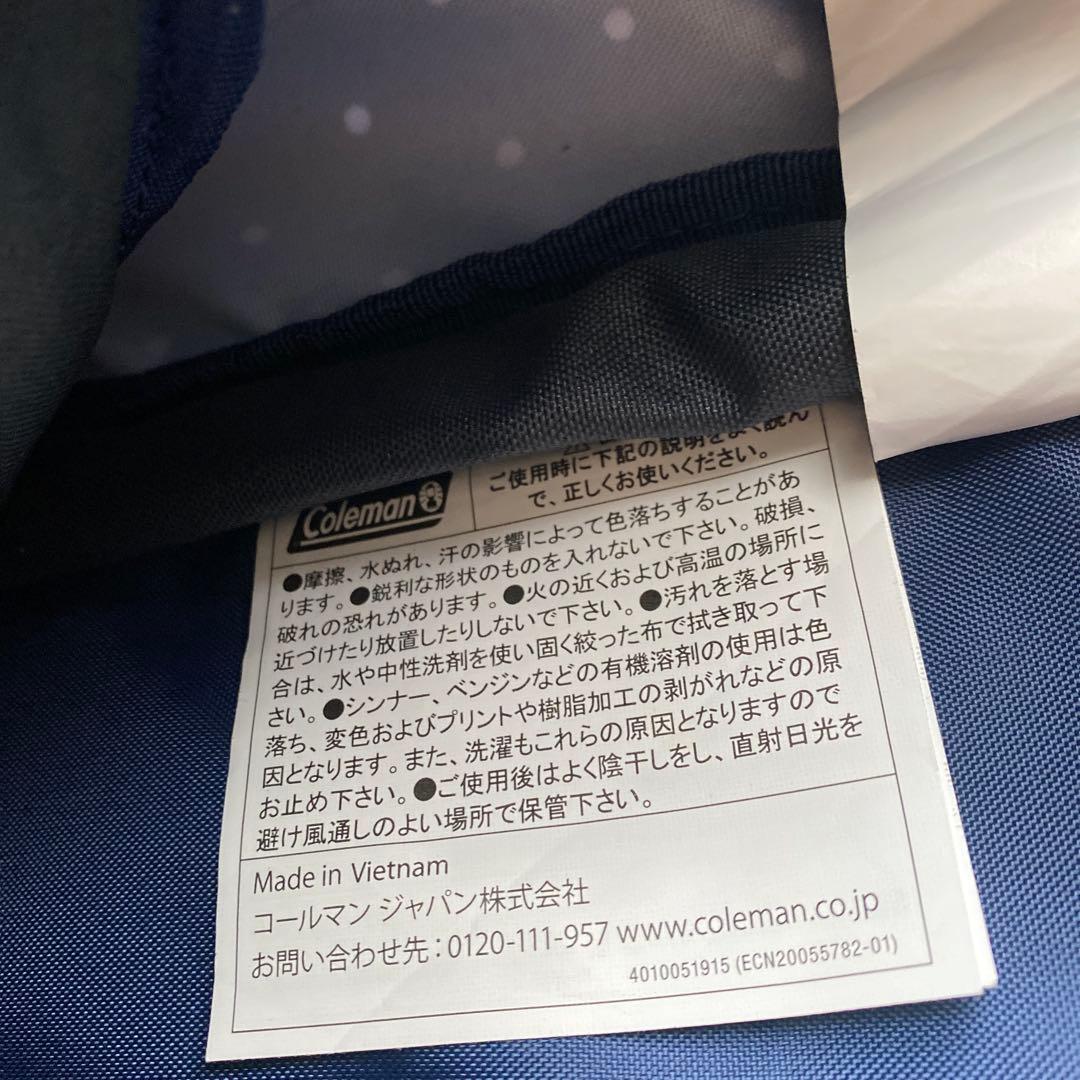 Coleman
をよく読ん
ご使用時に下記の説明
で、正しくお使いください。
●摩擦、水ぬれ、汗の影響によって色落ちすることがあ
ります。●鋭利な形状のものを入れないで下さい。破損、
破れの恐れがあります。●火の近くおよび高温の場所に
近づけたり放置したりしないで下さい。●汚れを落とす場
合は、水や中性洗剤を使い固く絞った布で拭き取って下
さい。●シンナー、ベンジンなどの有機溶剤の使用は色
落ち、変色およびプリントや樹脂加工の剥がれなどの原
因となります。また、洗濯もこれらの原因となりますので
お止め下さい。●ご使用後はよく陰干しをし、直射日光を
避け風通しのよい場所で保管下さい。
Made in Vietnam
コールマン ジャパン株式会社
お問い合わせ先：0120-111-957 www.coleman.co.jp
4010051915 (ECN20055782-01)